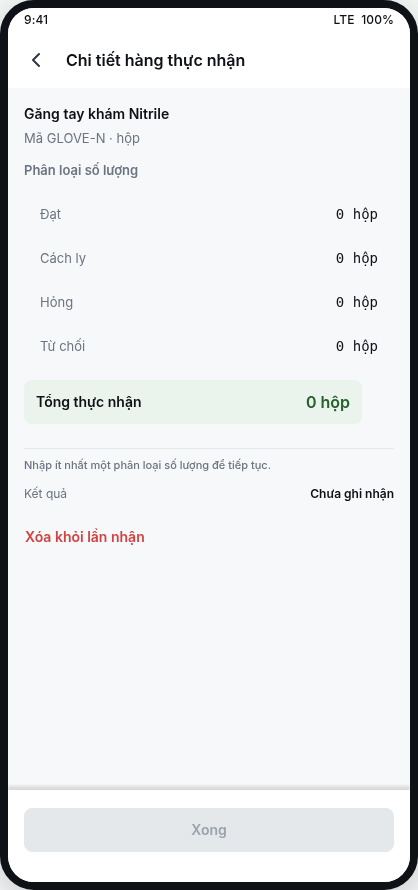 9:41 LTE 100%
Chi tiết hàng thực nhận
Găng tay khám Nitrile
Mã GLOVE-N · hộp
Phân loại số lượng
Đạt 0 hộp
Cách ly 0 hộp
Hỏng 0 hộp
Từ chối 0 hộp
Tổng thực nhận 0 hộp
Nhập ít nhất một phân loại số lượng để tiếp tục.
Kết quả Chưa ghi nhận
Xóa khỏi lần nhận
Xong